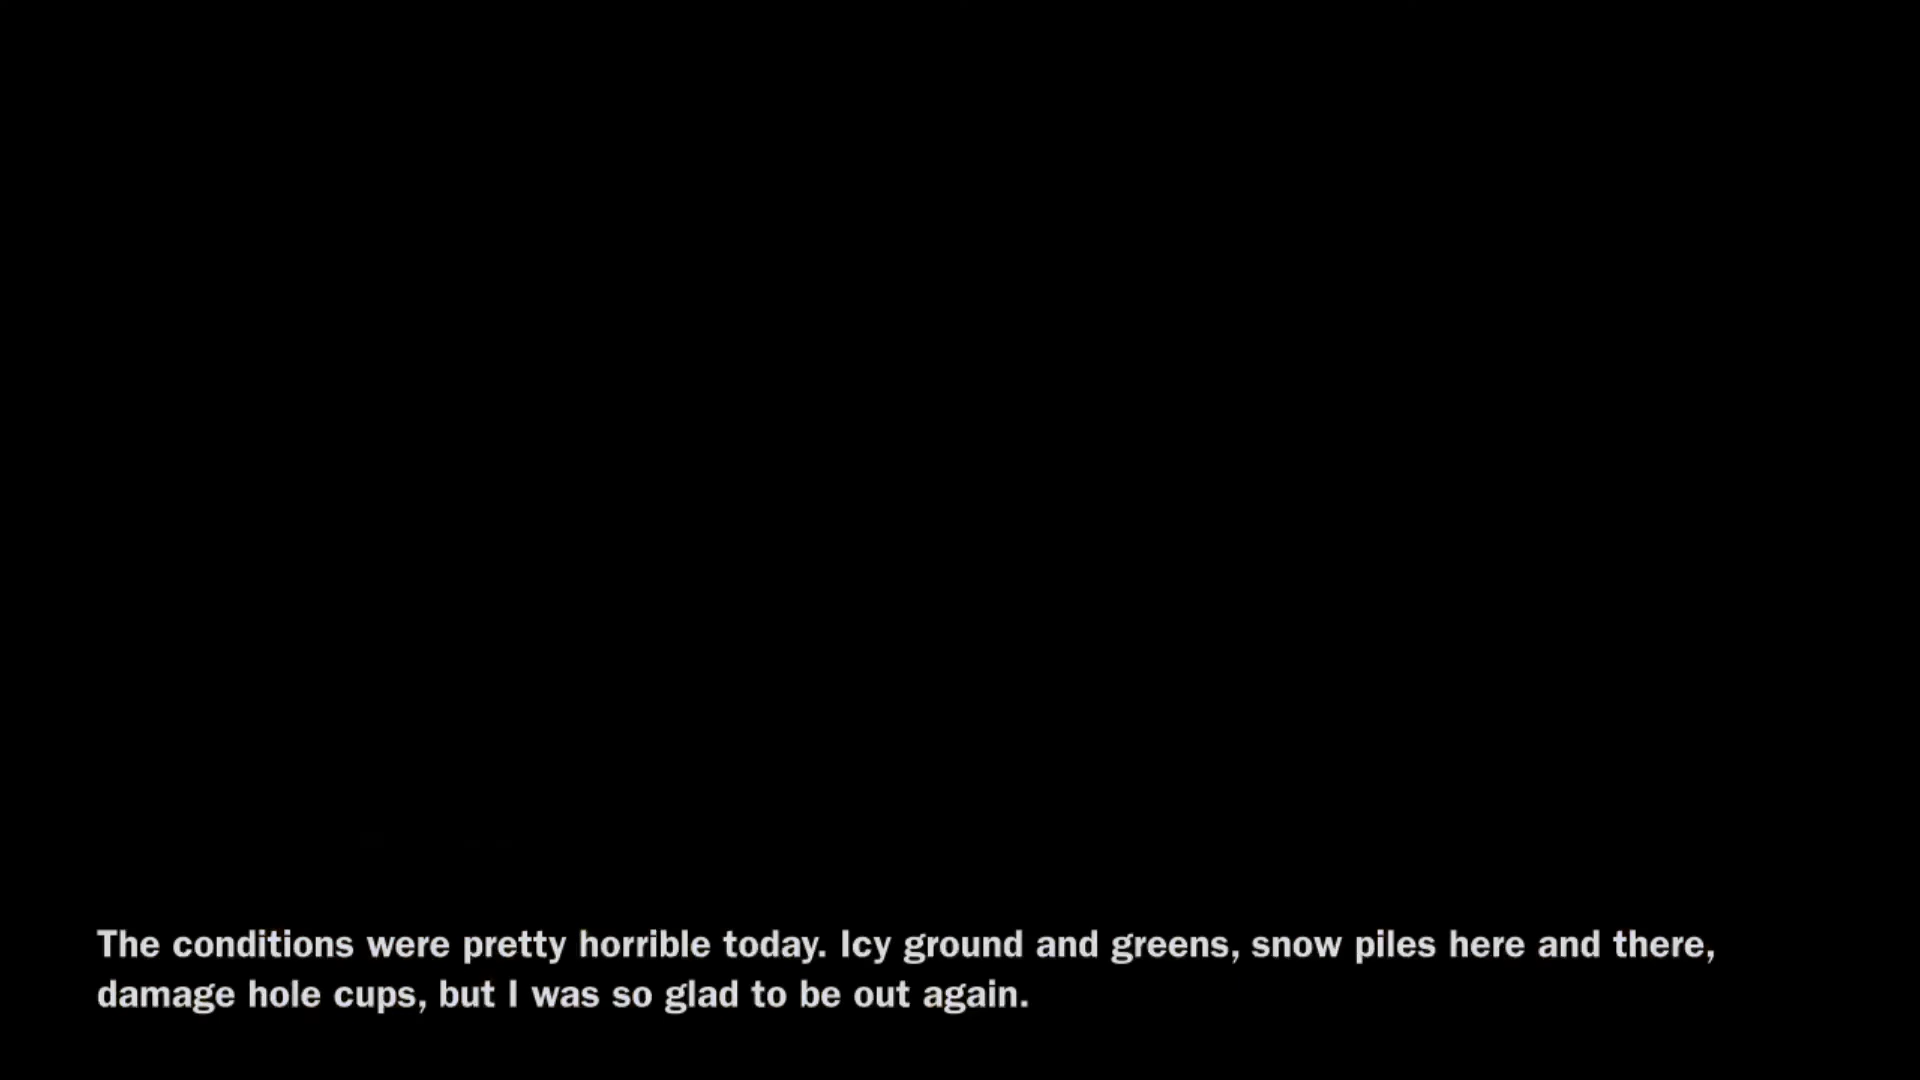 The conditions were pretty horrible today. Icy ground and greens, snow piles here and there,
damage hole cups, but I was so glad to be out again.